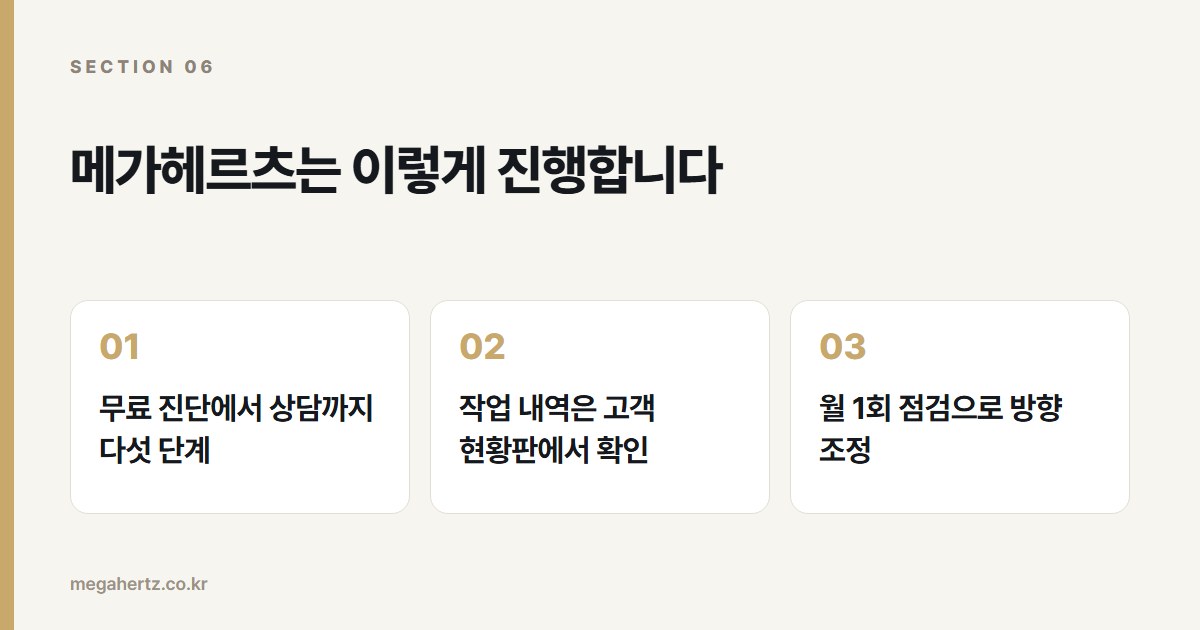 SECTION 06
메가헤르츠는 이렇게 진행합니다
01
무료 진단에서 상담까지
다섯 단계
02
작업 내역은 고객
현황판에서 확인
03
월 1회 점검으로 방향
조정
megahertz.co.kr